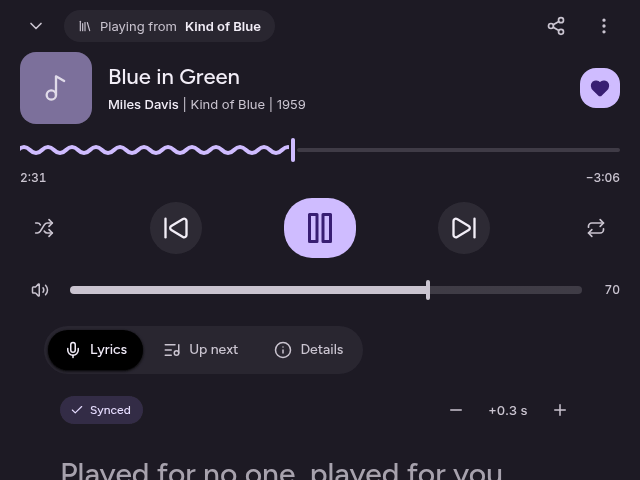 Playing from Kind of Blue
Blue in Green
Miles Davis | Kind of Blue | 1959
2:31
−3:06
70
Lyrics
Up next
Details
Synced
+0.3 s
Played for no one, played for you